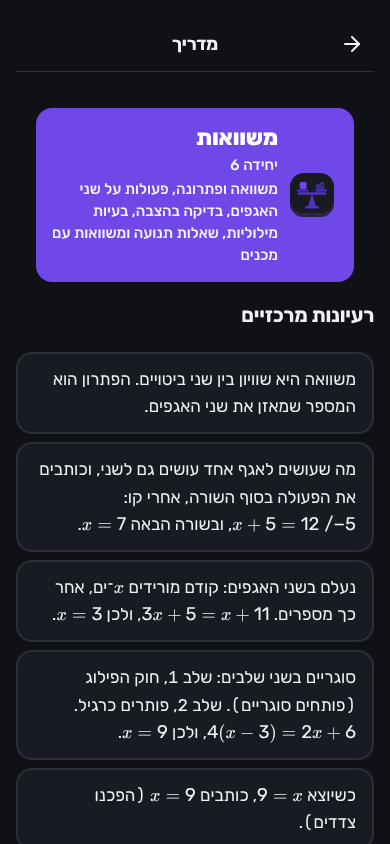 מדריך
משוואות
יחידה 6
משוואה ופתרונה, פעולות על שני
האגפים, בדיקה בהצבה, בעיות
מילוליות, שאלות תנועה ומשוואות עם
מכנים
רעיונות מרכזיים
משוואה היא שוויון בין שני ביטויים. הפתרון הוא
המספר שמאזן את שני האגפים.
מה שעושים לאגף אחד עושים גם לשני, וכותבים
את הפעולה בסוף השורה, אחרי קו:
x + 5 = 12 /−5, ובשורה הבאה x = 7.
נעלם בשני האגפים: קודם מורידים x־ים, אחר
כך מספרים. 3x + 5 = x + 11, ולכן x = 3.
סוגריים בשני שלבים: שלב 1, חוק הפילוג
(פותחים סוגריים). שלב 2, פותרים כרגיל.
4(x − 3) = 2x + 6, ולכן x = 9.
כשיוצא 9 = x, כותבים x = 9 (הפכנו
צדדים).